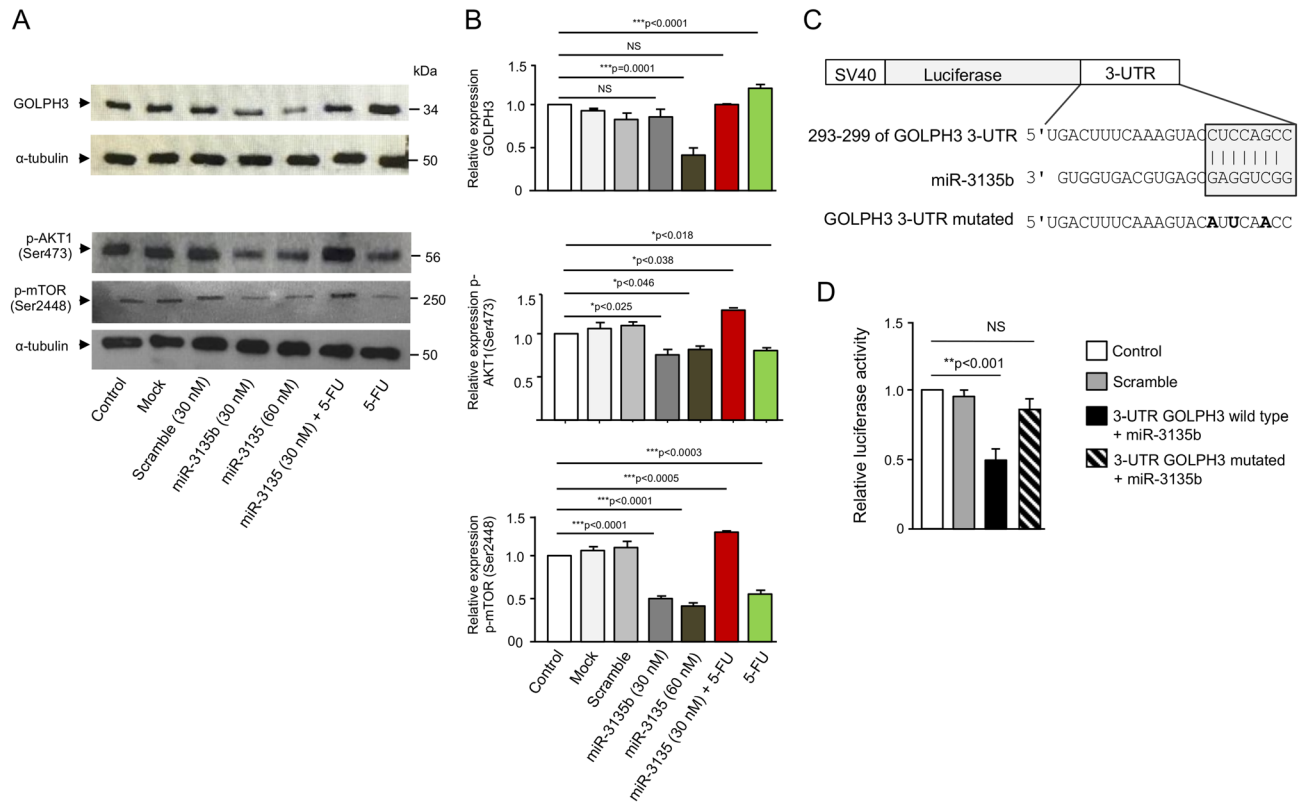 A
kDa
GOLPH3
34
α-tubulin
50
p-AKT1
(Ser473)
56
p-mTOR
(Ser2448)
250
α-tubulin
50
Control
Mock
Scramble (30 nM)
miR-3135b (30 nM)
miR-3135 (60 nM)
miR-3135 (30 nM) + 5-FU
5-FU
B
***p<0.0001
NS
***p=0.0001
NS
Relative expression
GOLPH3
1.5
1.0
0.5
0
*p<0.018
*p<0.038
*p<0.046
*p<0.025
Relative expression p-
AKT1(Ser473)
1.5
1.0
1.5
0
***p<0.0003
***p<0.0005
***p<0.0001
***p<0.0001
Relative expression
p-mTOR (Ser2448)
1.5
1.0
0.5
00
Control
Mock
Scramble
miR-3135b (30 nM)
miR-3135 (60 nM)
miR-3135 (30 nM) + 5-FU
5-FU
C
SV40 Luciferase 3-UTR
293-299 of GOLPH3 3-UTR 5'UGACUUUCAAAGUACCUCCAGCC
miR-3135b 3' GUGGUGACGUGAGCGAGGUCGG
GOLPH3 3-UTR mutated 5'UGACUUUCAAAGUACAUUCAACC
D
Relative luciferase activity
1.5
1.0
0.5
0
NS
**p<0.001
Control
Scramble
3-UTR GOLPH3 wild type
+ miR-3135b
3-UTR GOLPH3 mutated
+ miR-3135b